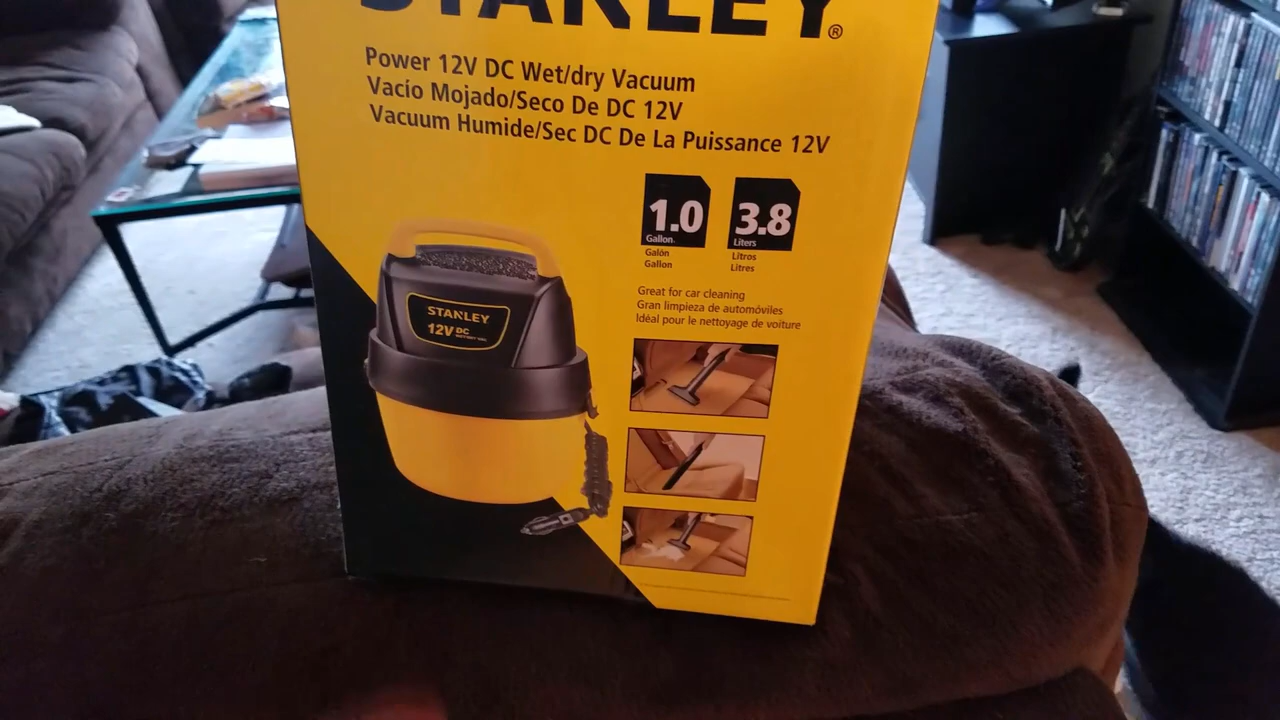 STANLEY®
Power 12V DC Wet/dry Vacuum
Vacío Mojado/Seco De DC 12V
Vacuum Humide/Sec DC De La Puissance 12V
1.0
Gallon
Galón
Gallon
3.8
Liters
Litros
Litres
Great for car cleaning
Gran limpieza de automóviles
Idéal pour le nettoyage de voiture
STANLEY
12V DC